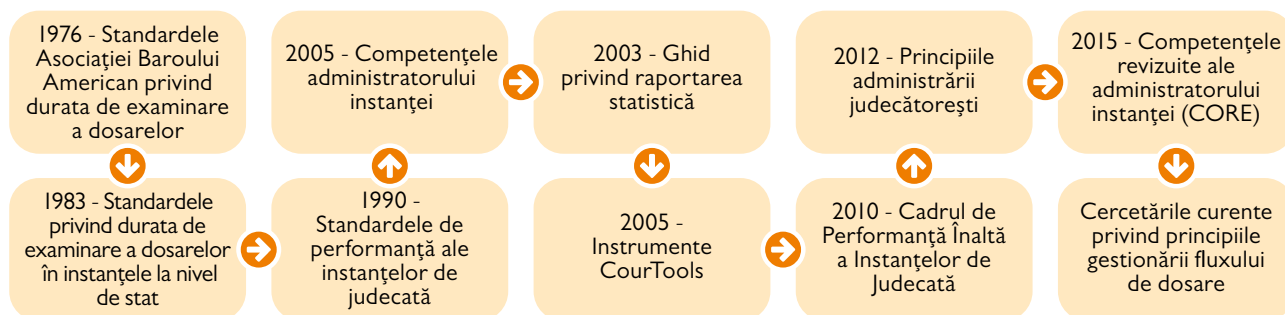 1976 - Standardele
Asociației Baroului
American privind
durata de examinare
a dosarelor
1983 - Standardele
privind durata de
examinare a dosarelor
în instanțele la nivel
de stat
1990 -
Standardele de
performanță ale
instanțelor de
judecată
2005 - Competențele
administratorului
instanței
2003 - Ghid
privind raportarea
statistică
2005 -
Instrumente
CourTools
2010 - Cadrul de
Performanță Înaltă
a Instanțelor de
Judecată
2012 - Principiile
administrării
judecătorești
2015 - Competențele
revizuite ale
administratorului
instanței (CORE)
Cercetările curente
privind principiile
gestionării fluxului
de dosare